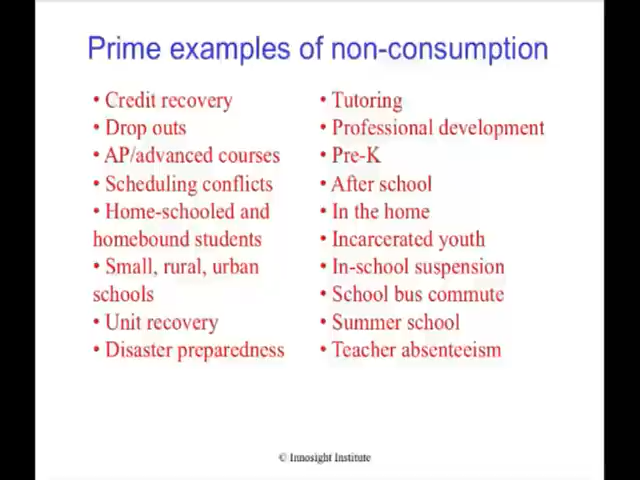 Prime examples of non-consumption
• Credit recovery
• Drop outs
• AP/advanced courses
• Scheduling conflicts
• Home-schooled and
homebound students
• Small, rural, urban
schools
• Unit recovery
• Disaster preparedness
• Tutoring
• Professional development
• Pre-K
• After school
• In the home
• Incarcerated youth
• In-school suspension
• School bus commute
• Summer school
• Teacher absenteeism
© Innosight Institute